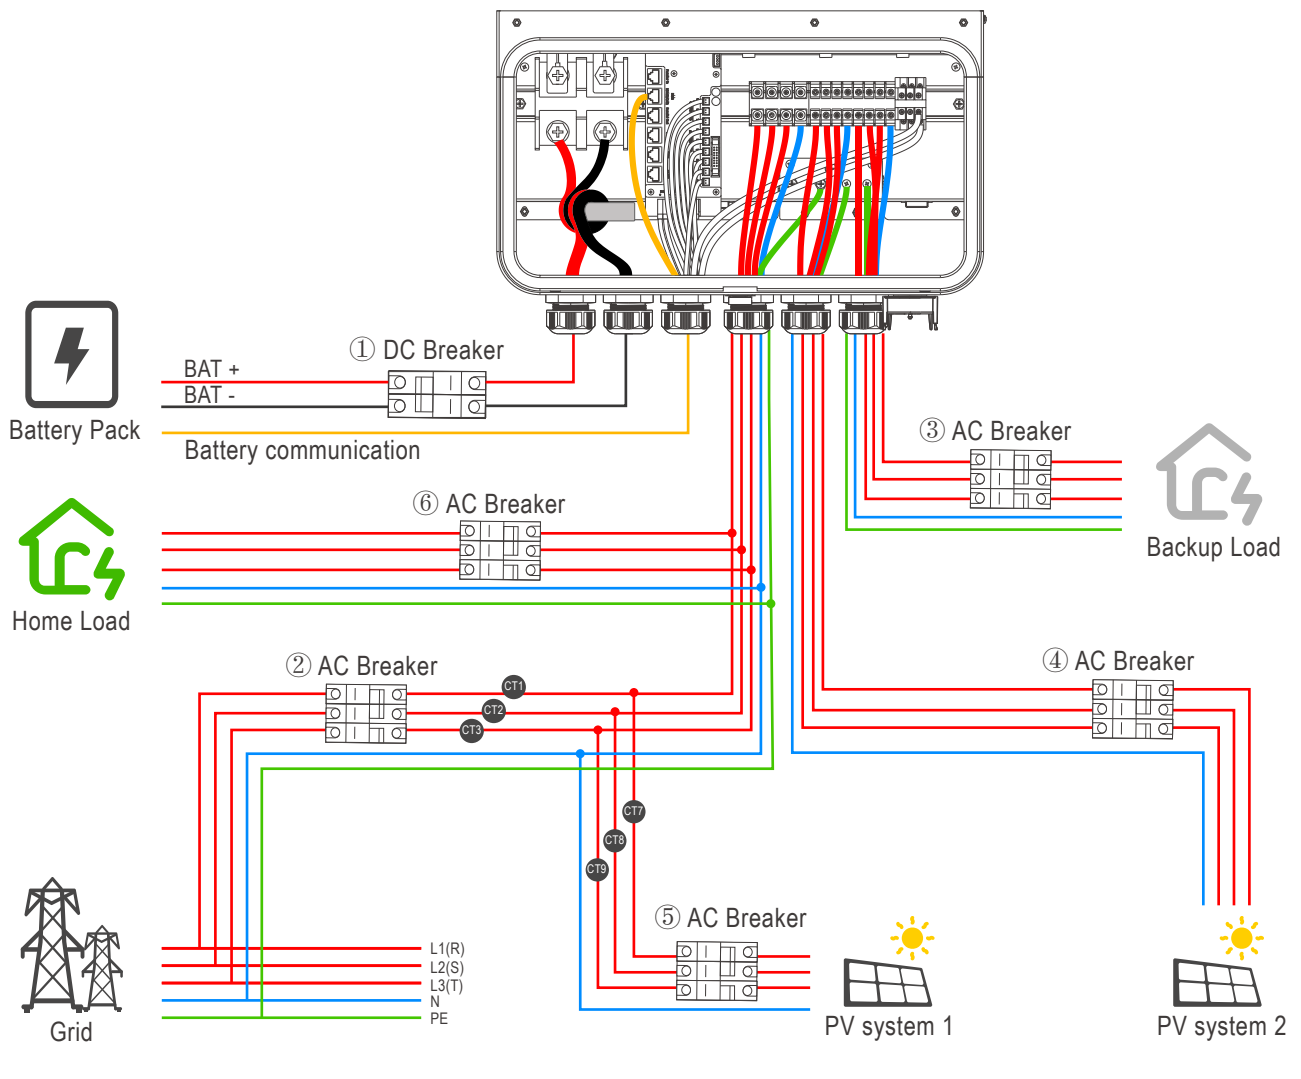 ① DC Breaker
BAT +
BAT -
Battery Pack
Battery communication
③ AC Breaker
Backup Load
⑥ AC Breaker
Home Load
② AC Breaker
CT1
CT2
CT3
④ AC Breaker
CT7
CT8
CT9
⑤ AC Breaker
L1(R)
L2(S)
L3(T)
N
PE
Grid
PV system 1
PV system 2